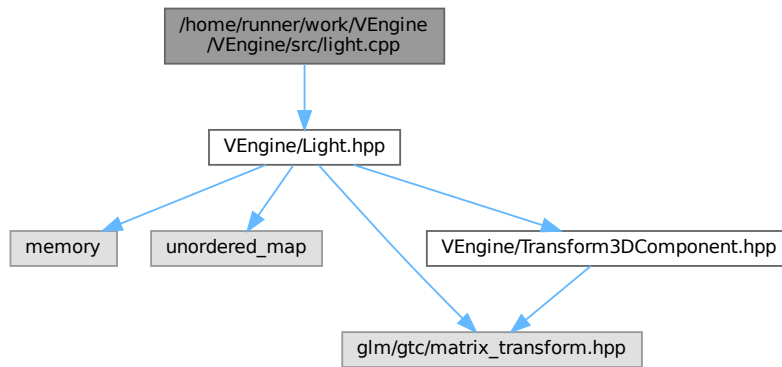 /home/runner/work/VEngine
/VEngine/src/light.cpp
VEngine/Light.hpp
memory
unordered_map
VEngine/Transform3DComponent.hpp
glm/gtc/matrix_transform.hpp